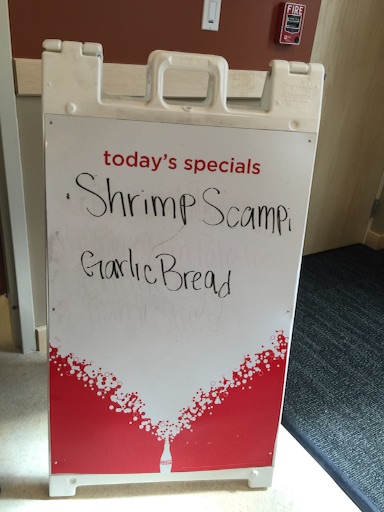 FIRE
today's specials
Shrimp Scampi
Garlic Bread